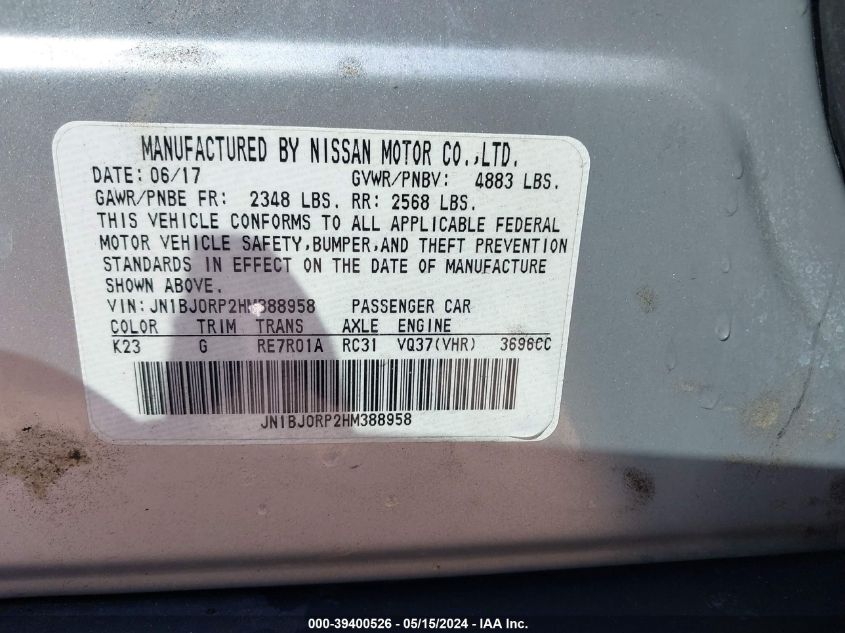 MANUFACTURED BY NISSAN MOTOR CO.,LTD.
DATE: 06/17 GVWR/PNBV: 4883 LBS.
GAWR/PNBE FR: 2348 LBS. RR: 2568 LBS.
THIS VEHICLE CONFORMS TO ALL APPLICABLE FEDERAL
MOTOR VEHICLE SAFETY,BUMPER,AND THEFT PREVENTION
STANDARDS IN EFFECT ON THE DATE OF MANUFACTURE
SHOWN ABOVE.
VIN:JN1BJ0RP2HM388958 PASSENGER CAR
COLOR TRIM TRANS AXLE ENGINE
K23 G RE7R01A RC31 VQ37(VHR) 3696CC
JN1BJ0RP2HM388958
000-39400526 - 05/15/2024 - IAA Inc.